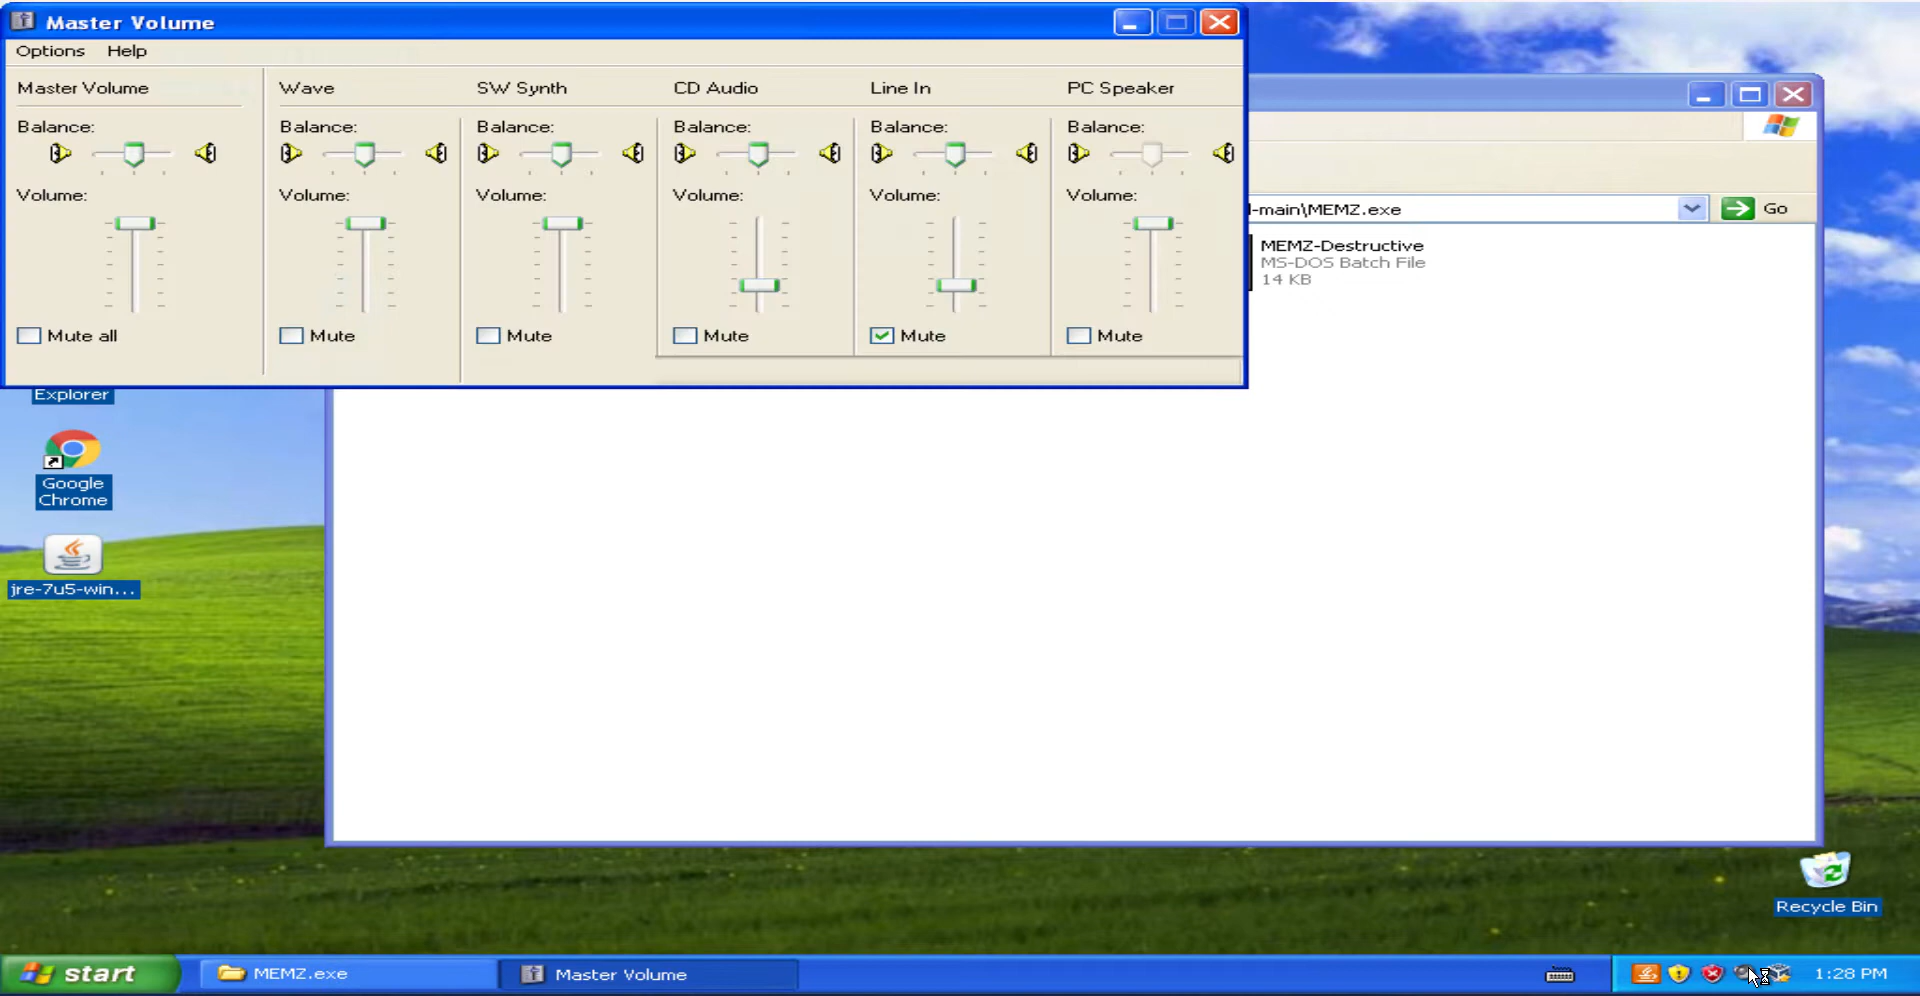 Master Volume
Options Help
Master Volume
Wave
SW Synth
CD Audio
Line In
PC Speaker
Balance:
Balance:
Balance:
Balance:
Balance:
Balance:
Volume:
Volume:
Volume:
Volume:
Volume:
Volume:
Mute all
Mute
Mute
Mute
Mute
Mute
-main\MEMZ.exe
Go
MEMZ-Destructive
MS-DOS Batch File
14 KB
Explorer
Google
Chrome
jre-7u5-win...
Recycle Bin
start
MEMZ.exe
Master Volume
1:28 PM